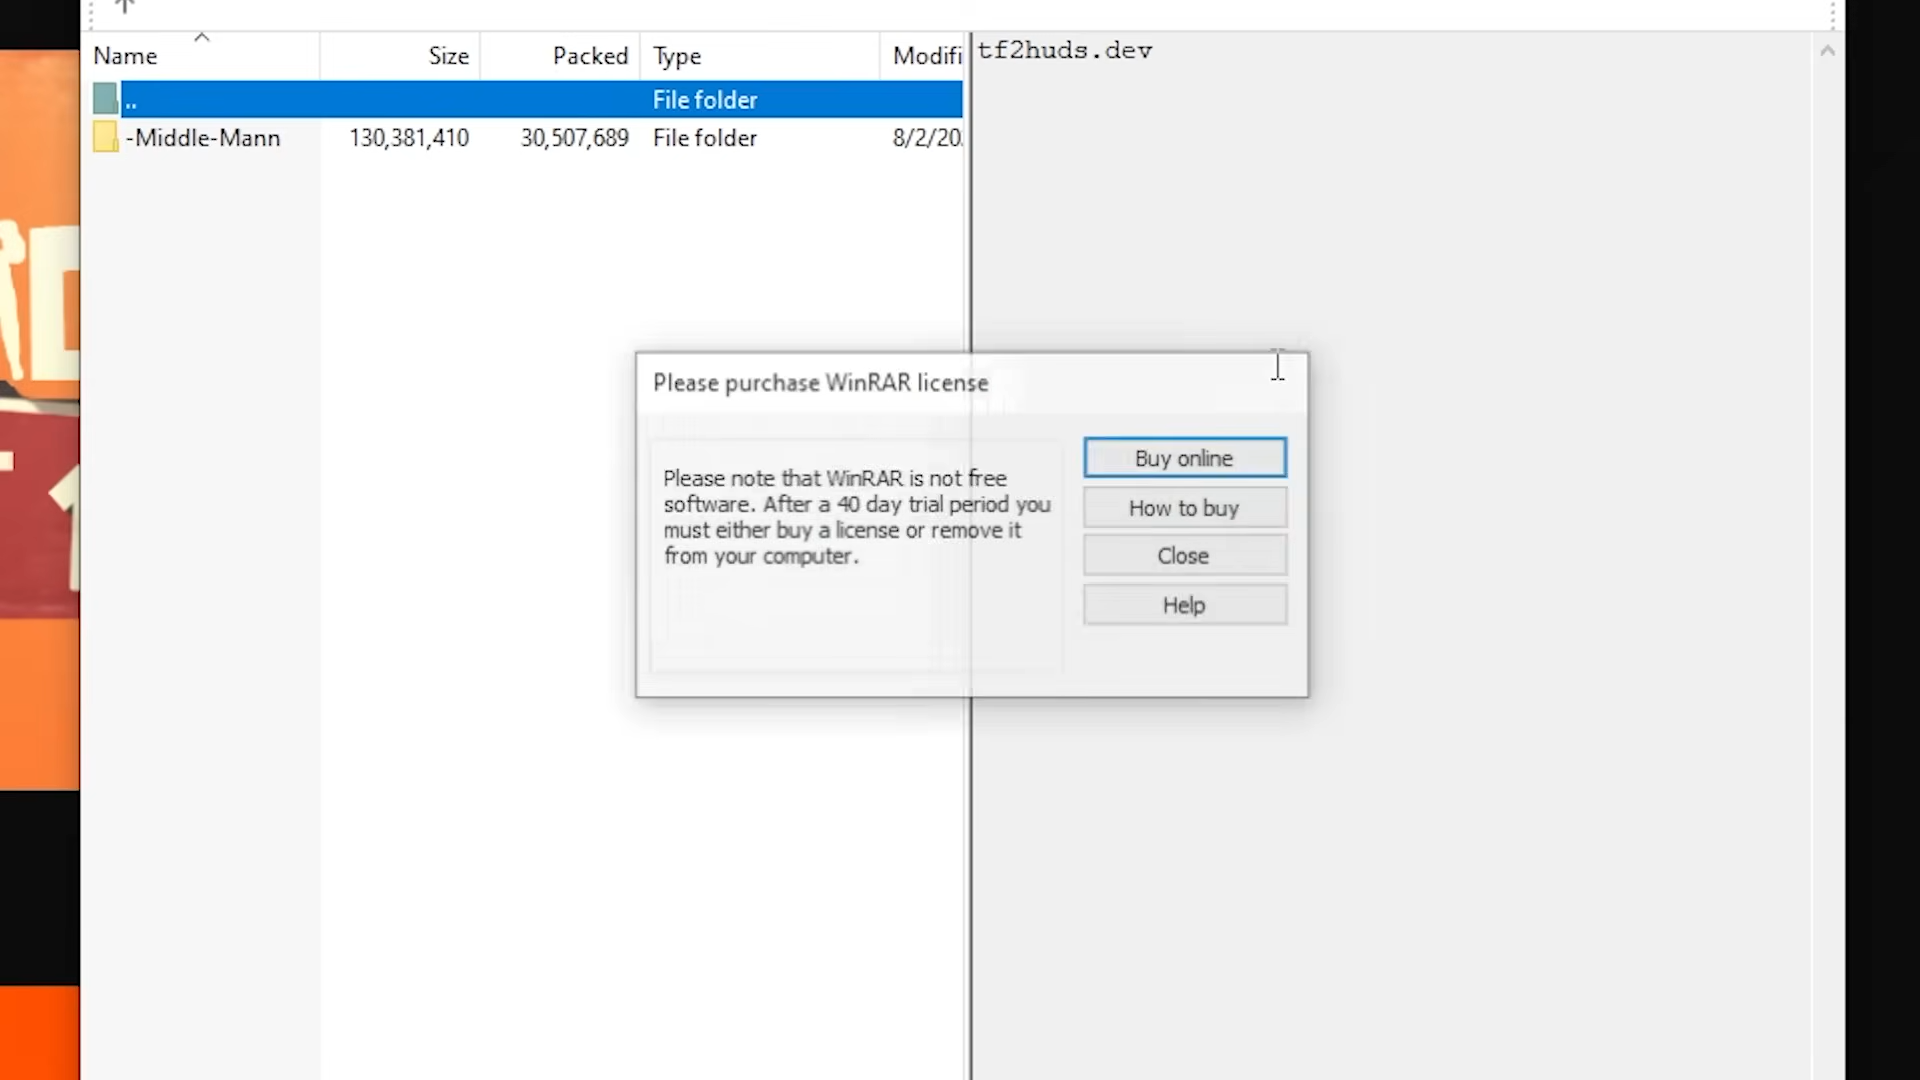 Name Size Packed Type Modifi
.. File folder
-Middle-Mann 130,381,410 30,507,689 File folder 8/2/20
tf2huds.dev
Please purchase WinRAR license
Please note that WinRAR is not free
software. After a 40 day trial period you
must either buy a license or remove it
from your computer.
Buy online
How to buy
Close
Help